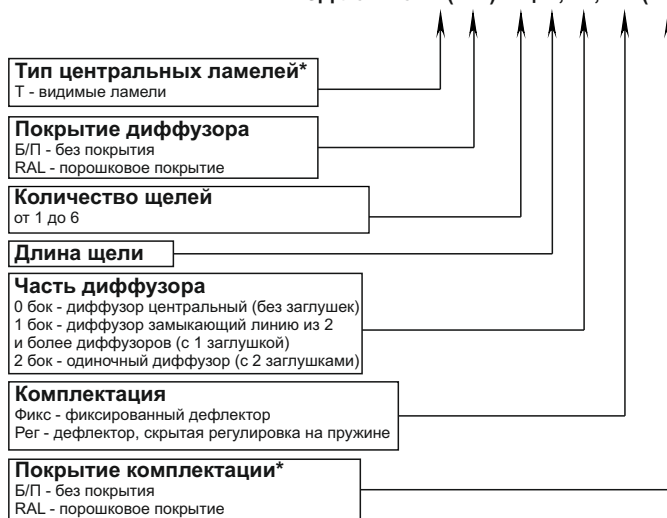 Тип центральных ламелей*
Т - видимые ламели
Покрытие диффузора
Б/П - без покрытия
RAL - порошковое покрытие
Количество щелей
от 1 до 6
Длина щели
Часть диффузора
0 бок - диффузор центральный (без заглушек)
1 бок - диффузор замыкающий линию из 2
и более диффузоров (с 1 заглушкой)
2 бок - одиночный диффузор (с 2 заглушками)
Комплектация
Фикс - фиксированный дефлектор
Рег - дефлектор, скрытая регулировка на пружине
Покрытие комплектации*
Б/П - без покрытия
RAL - порошковое покрытие